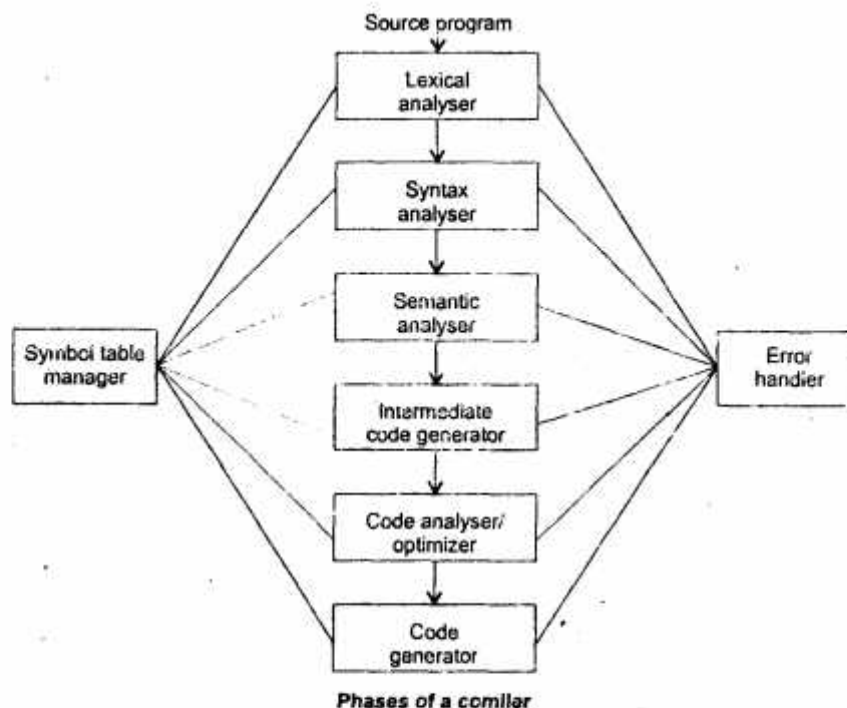 Source program
Lexical
analyser
Syntax
analyser
Semantic
analyser
Symbol table
manager
Error
handler
Intermediate
code generator
Code analyser/
optimizer
Code
generator
Phases of a comilar